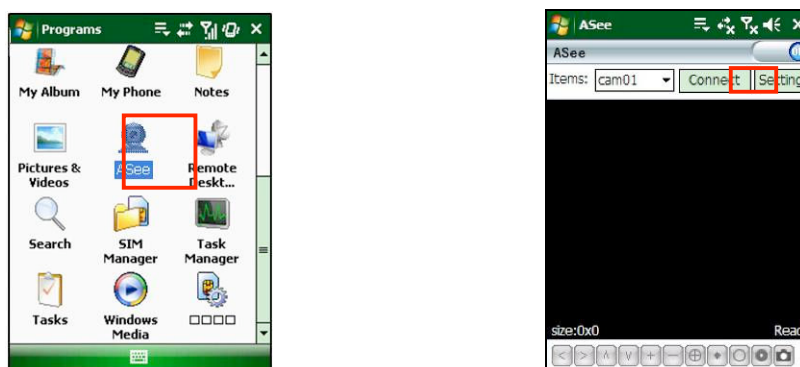 Programs
My Album
My Phone
Notes
Pictures & Videos
ASee
Remote Deskt...
Search
SIM Manager
Task Manager
Tasks
Windows Media
□□□□
ASee
ASee
Items:
cam01
Connect
Setting
size:0x0
Read